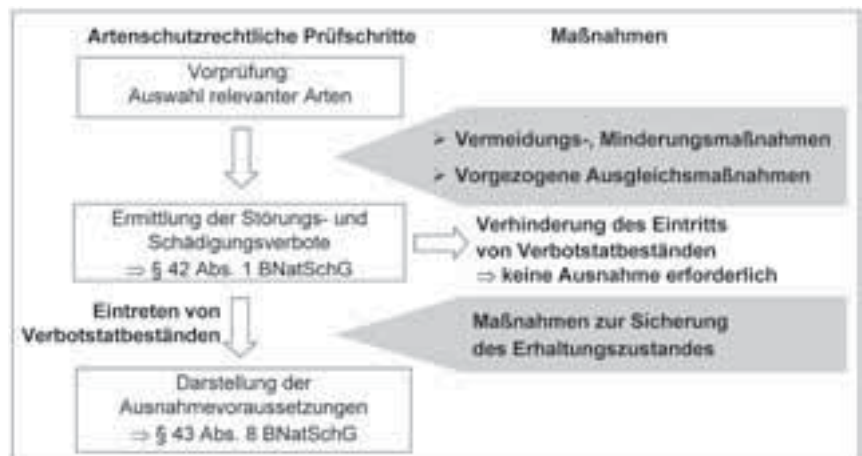 Artenschutzrechtliche Prüfschritte
Maßnahmen
Vorprüfung:
Auswahl relevanter Arten
➢ Vermeidungs-, Minderungsmaßnahmen
➢ Vorgezogene Ausgleichsmaßnahmen
Ermittlung der Störungs- und
Schädigungsverbote
⇒ § 42 Abs. 1 BNatSchG
Verhinderung des Eintritts
von Verbotstatbeständen
⇒ keine Ausnahme erforderlich
Eintreten von
Verbotstatbeständen
Maßnahmen zur Sicherung
des Erhaltungszustandes
Darstellung der
Ausnahmevoraussetzungen
⇒ § 43 Abs. 8 BNatSchG